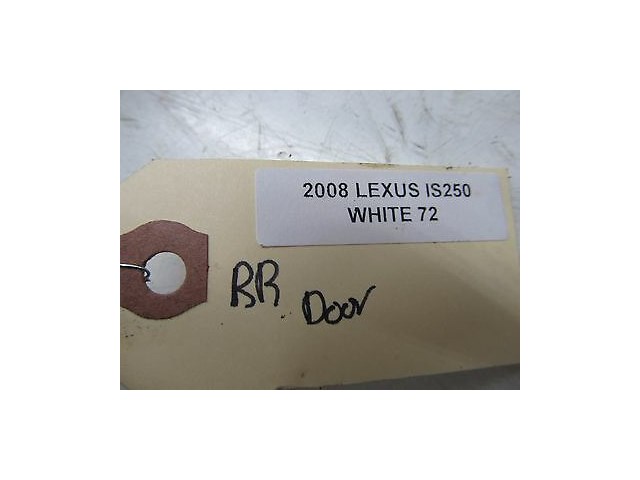 2008 LEXUS IS250
WHITE 72
RR Door